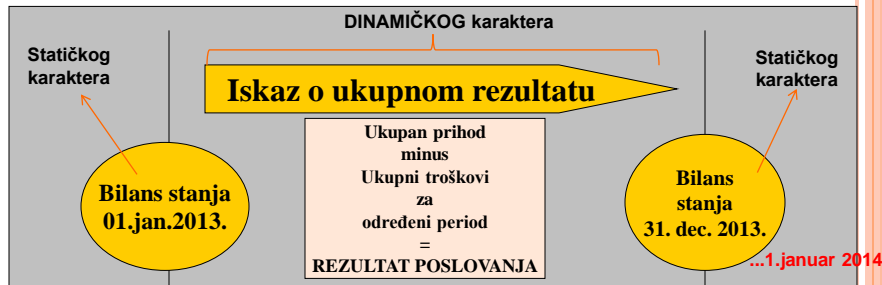 DINAMIČKOG karaktera
Statičkog
karaktera
Statičkog
karaktera
Iskaz o ukupnom rezultatu
Ukupan prihod
minus
Ukupni troškovi
za
određeni period
=
REZULTAT POSLOVANJA
Bilans stanja
01.jan.2013.
Bilans
stanja
31. dec. 2013.
...1.januar 2014